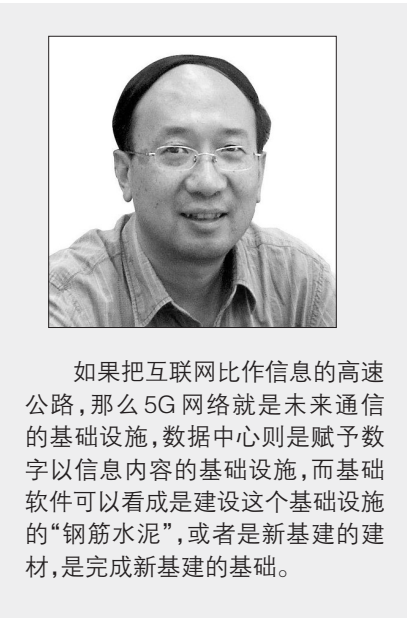 如果把互联网比作信息的高速
公路,那么5G网络就是未来通信
的基础设施,数据中心则是赋予数
字以信息内容的基础设施,而基础
软件可以看成是建设这个基础设施
的“钢筋水泥”,或者是新基建的建
材,是完成新基建的基础。